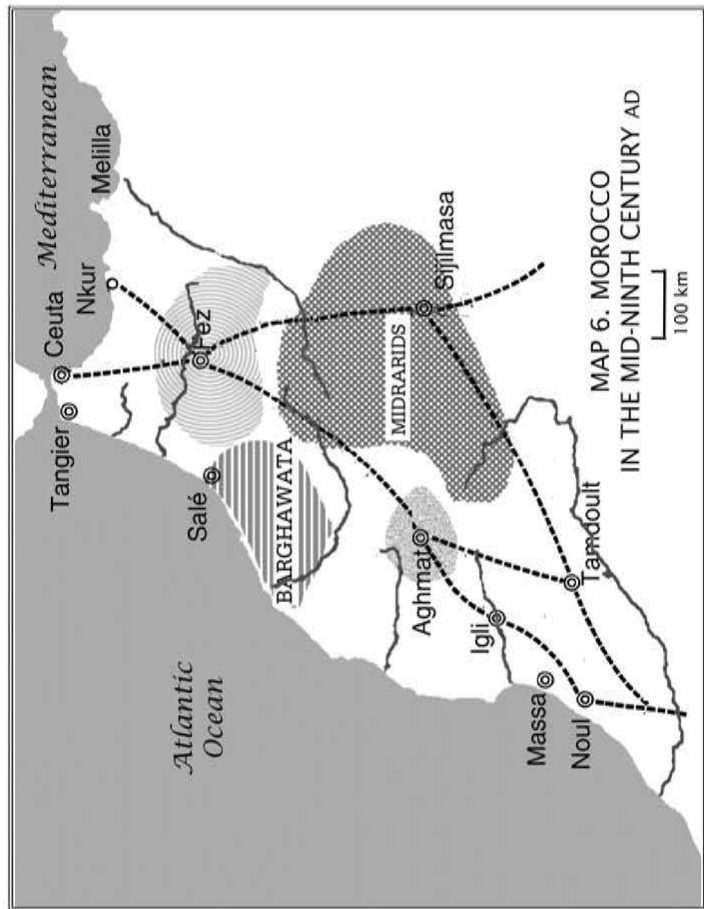 Mediterranean
Ceuta
Tangier
Nkur
Melilla
Fez
Salé
BARGHAWATA
Atlantic
Ocean
MIDRARIDS
Sijilmasa
Aghmat
Igli
Tamdoult
Massa
Noul
MAP 6. MOROCCO
IN THE MID-NINTH CENTURY AD
100 km